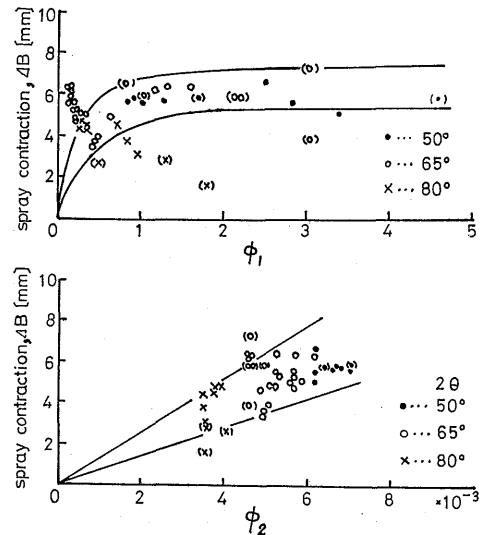 spray contraction, ΔB [mm]
10
8
6
4
2
0
1
2
3
4
5
ϕ1
• ··· 50°
o ··· 65°
x ··· 80°
spray contraction, ΔB [mm]
10
8
6
4
2
0
2
4
6
8
×10⁻³
ϕ2
2θ
• ··· 50°
o ··· 65°
x ··· 80°